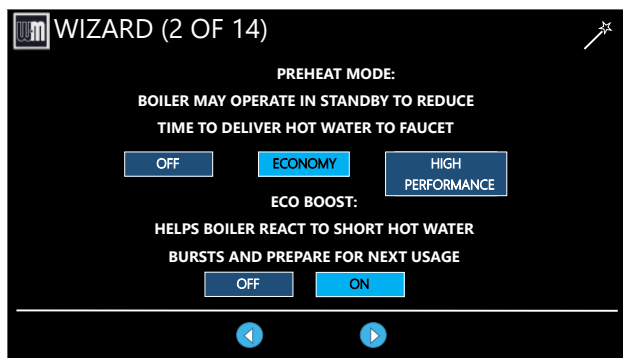 wm WIZARD (2 OF 14)
PREHEAT MODE:
BOILER MAY OPERATE IN STANDBY TO REDUCE
TIME TO DELIVER HOT WATER TO FAUCET
OFF ECONOMY HIGH
PERFORMANCE
ECO BOOST:
HELPS BOILER REACT TO SHORT HOT WATER
BURSTS AND PREPARE FOR NEXT USAGE
OFF ON